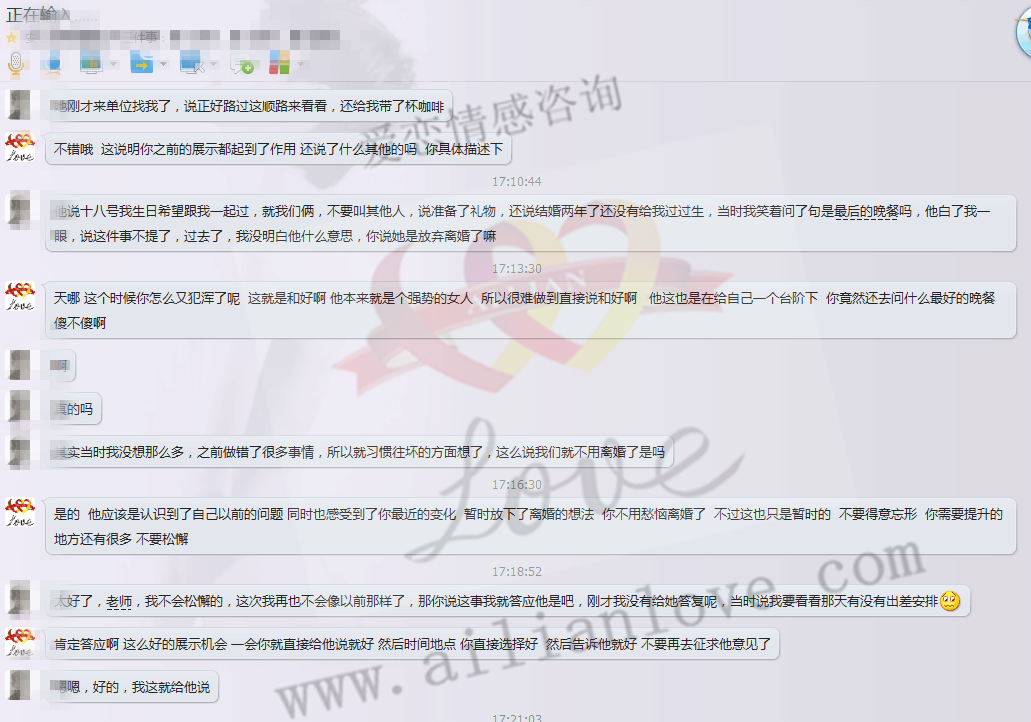 正在输入......
件事
她刚才来单位找我了，说正好路过这顺路来看看，还给我带了杯咖啡
不错哦 这说明你之前的展示都起到了作用 还说了什么其他的吗 你具体描述下
17:10:44
他说十八号我生日希望跟我一起过，就我们俩，不要叫其他人，说准备了礼物，还说结婚两年了还没有给我过过生，当时我笑着问了句是最后的晚餐吗，他白了我一
眼，说这件事不提了，过去了，我没明白他什么意思，你说她是放弃离婚了嘛
17:13:30
天哪 这个时候你怎么又犯浑了呢 这就是和好啊 他本来就是个强势的女人 所以很难做到直接说和好啊 他这也是在给自己一个台阶下 你竟然还去问什么最好的晚餐
傻不傻啊
啊
真的吗
其实当时我没想那么多，之前做错了很多事情，所以就习惯往坏的方面想了，这么说我们就不用离婚了是吗
17:16:30
是的 他应该是认识到了自己以前的问题 同时也感受到了你最近的变化 暂时放下了离婚的想法 你不用愁恼离婚了 不过这也只是暂时的 不要得意忘形 你需要提升的
地方还有很多 不要松懈
17:18:52
太好了，老师，我不会松懈的，这次我再也不会像以前那样了，那你说这事我就答应他是吧，刚才我没有给她答复呢，当时说我要看看那天有没有出差安排
肯定答应啊 这么好的展示机会 一会你就直接给他说就好 然后时间地点 你直接选择好 然后告诉他就好 不要再去征求他意见了
嗯嗯，好的，我这就给他说
17:21:03
爱恋情感咨询
AILIAN
Love
www.ailianlove.com